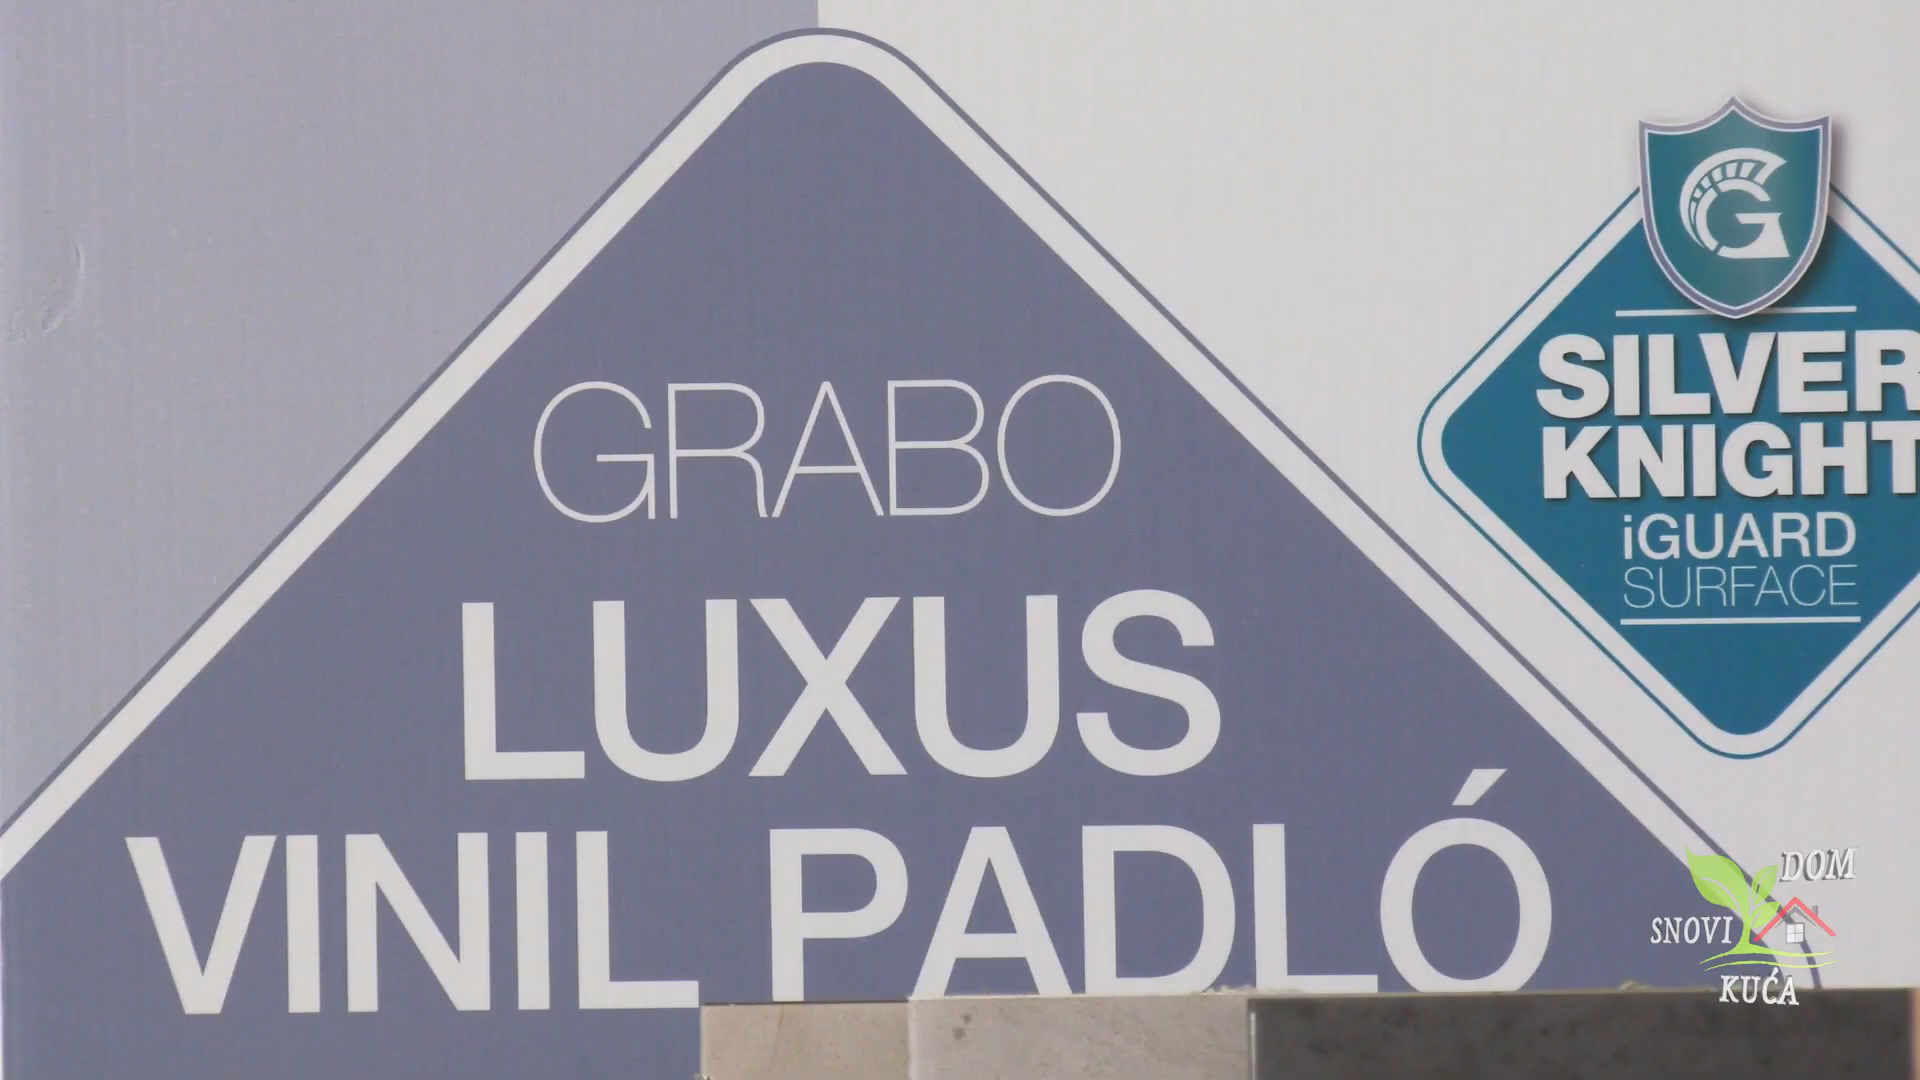 GRABO
LUXUS
VINIL PADLÓ
G
SILVER
KNIGHT
iGUARD
SURFACE
DOM
SNOVI
KUĆA